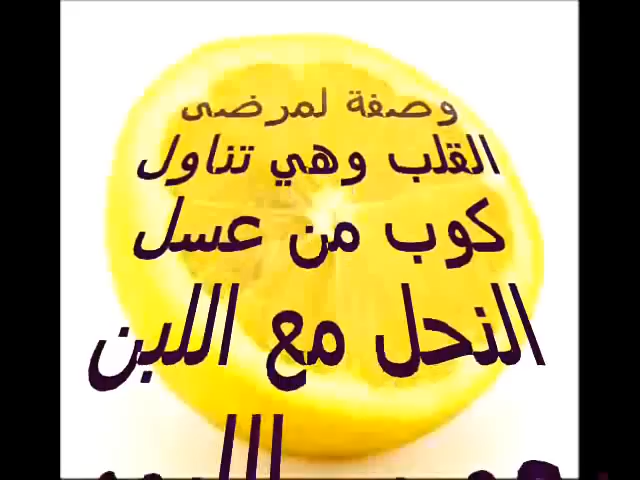 وصفة لمرضى
القلب وهي تناول
كوب من عسل
النحل مع اللبن